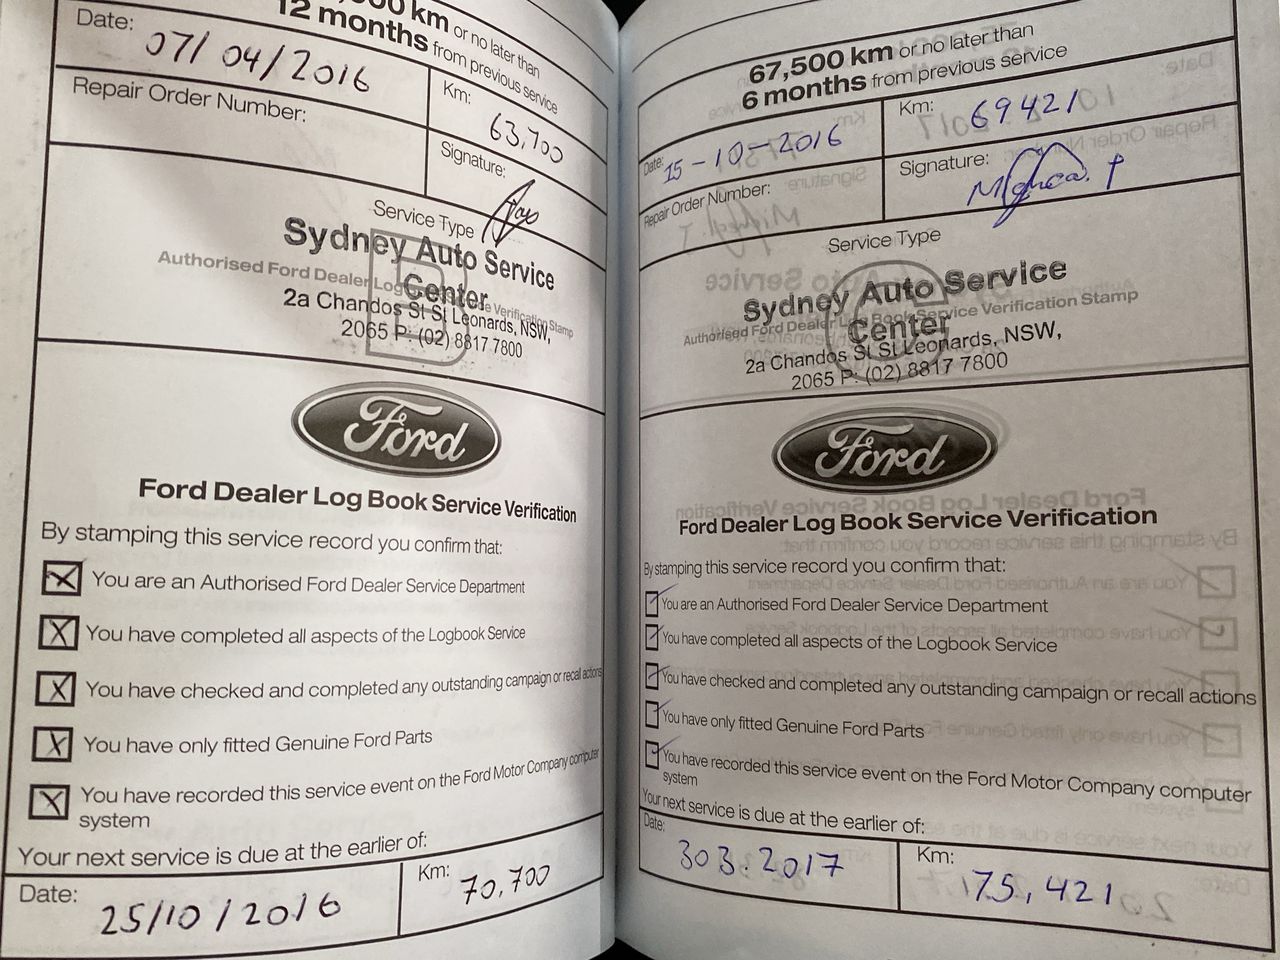 ,000 km or no later than
12 months from previous service
Date: 07/04/2016
Km: 63,700
Repair Order Number:
Signature:
Service Type
B
Sydney Auto Service
Center
Authorised Ford Dealer Log Book Service Verification Stamp
2a Chandos St St Leonards, NSW,
2065 P: (02) 8817 7800
Ford
Ford Dealer Log Book Service Verification
By stamping this service record you confirm that:
You are an Authorised Ford Dealer Service Department
You have completed all aspects of the Logbook Service
You have checked and completed any outstanding campaign or recall actions
You have only fitted Genuine Ford Parts
You have recorded this service event on the Ford Motor Company computer
system
Your next service is due at the earlier of:
Date: 25/10/2016
Km: 70,700
67,500 km or no later than
6 months from previous service
Date: 15-10-2016
Km: 69421
Repair Order Number:
Signature:
Service Type
Sydney Auto Service
Center
Authorised Ford Dealer Log Book Service Verification Stamp
2a Chandos St St Leonards, NSW,
2065 P: (02) 8817 7800
Ford
Ford Dealer Log Book Service Verification
By stamping this service record you confirm that:
You are an Authorised Ford Dealer Service Department
You have completed all aspects of the Logbook Service
You have checked and completed any outstanding campaign or recall actions
You have only fitted Genuine Ford Parts
You have recorded this service event on the Ford Motor Company computer
system
Your next service is due at the earlier of:
Date: 303.2017
Km: 75,421